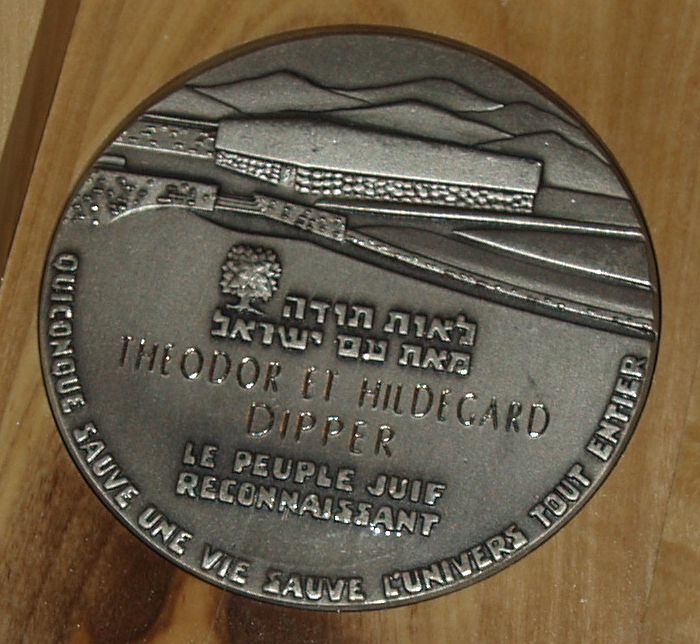 לאות תודה
מאת עם ישראל
THEODOR ET HILDEGARD
DIPPER
LE PEUPLE JUIF
RECONNAISSANT
QUICONQUE SAUVE UNE VIE SAUVE L'UNIVERS TOUT ENTIER